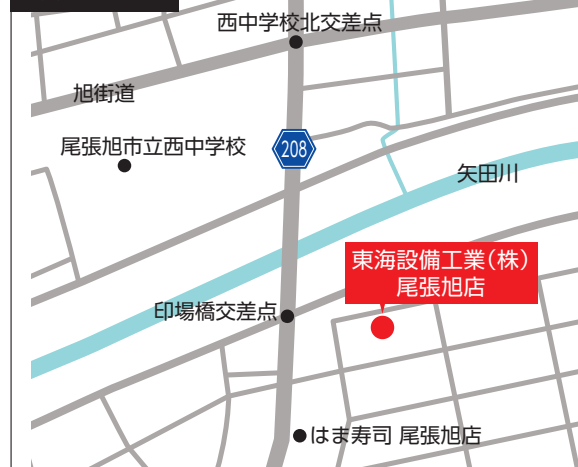 西中学校北交差点
旭街道
尾張旭市立西中学校
208
矢田川
東海設備工業(株)
尾張旭店
印場橋交差点
はま寿司 尾張旭店